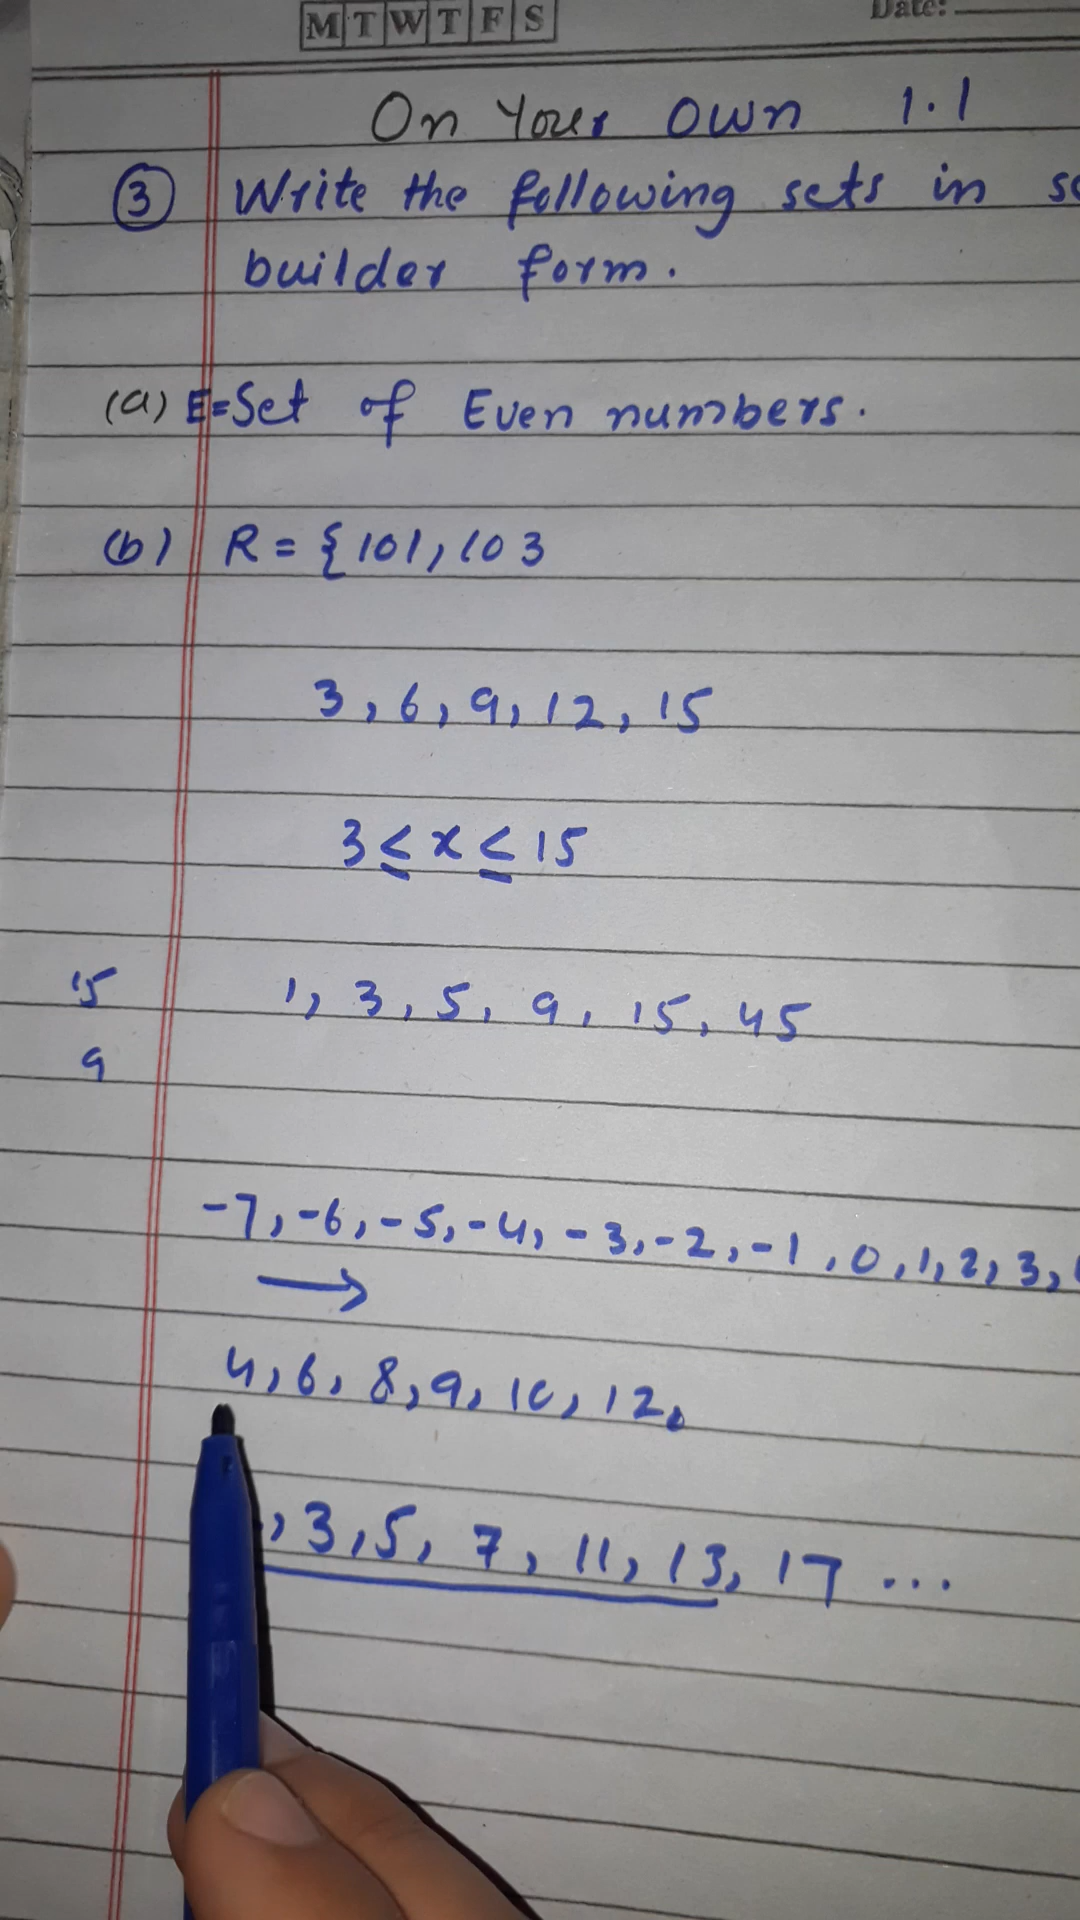 M T W T F S
Date:
On Your Own 1.1
③ Write the following sets in
builder form.
(a) E=Set of Even numbers.
(b) R = {101, 103
3, 6, 9, 12, 15
3 ≤ x ≤ 15
15 1, 3, 5, 9, 15, 45
9
-7, -6, -5, -4, -3, -2, -1, 0, 1, 2, 3,
4, 6, 8, 9, 10, 12,
, 3, 5, 7, 11, 13, 17 ...